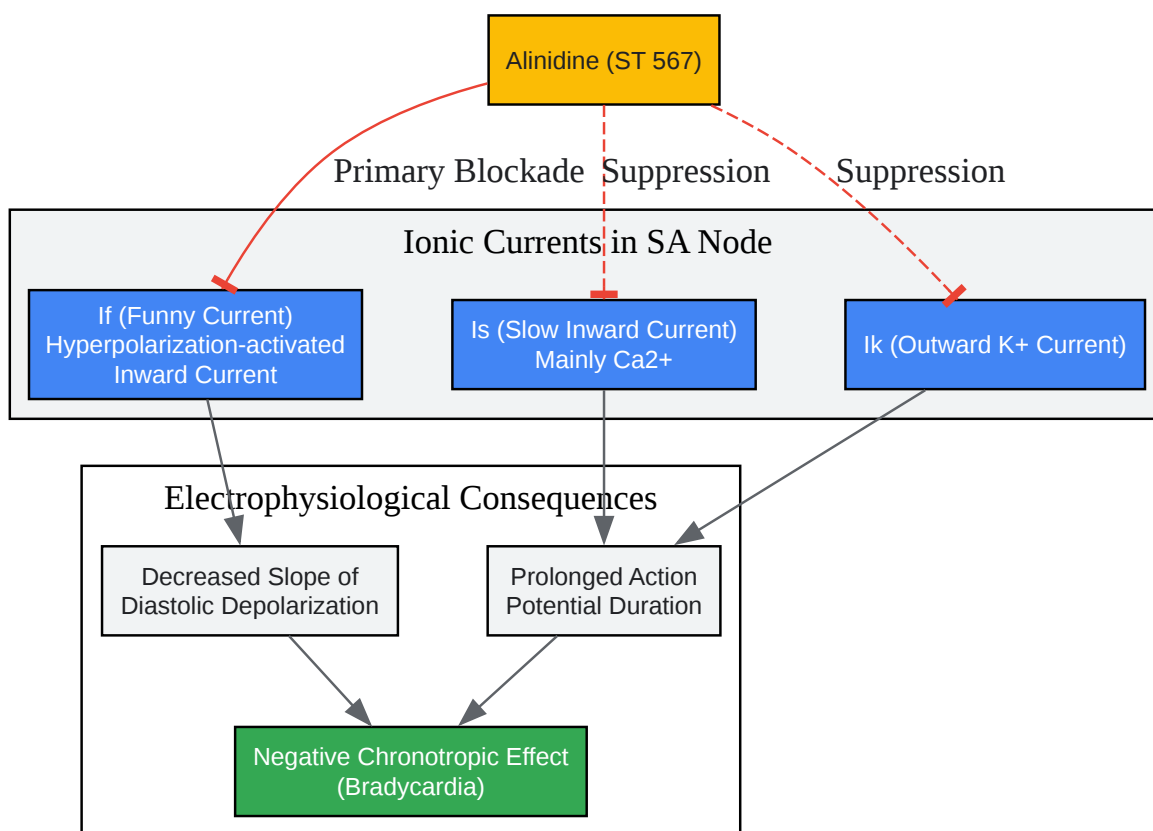 Alinidine (ST 567)
Primary Blockade
Suppression
Suppression
Ionic Currents in SA Node
If (Funny Current)
Hyperpolarization-activated
Inward Current
Is (Slow Inward Current)
Mainly Ca2+
Ik (Outward K+ Current)
Electrophysiological Consequences
Decreased Slope of
Diastolic Depolarization
Prolonged Action
Potential Duration
Negative Chronotropic Effect
(Bradycardia)